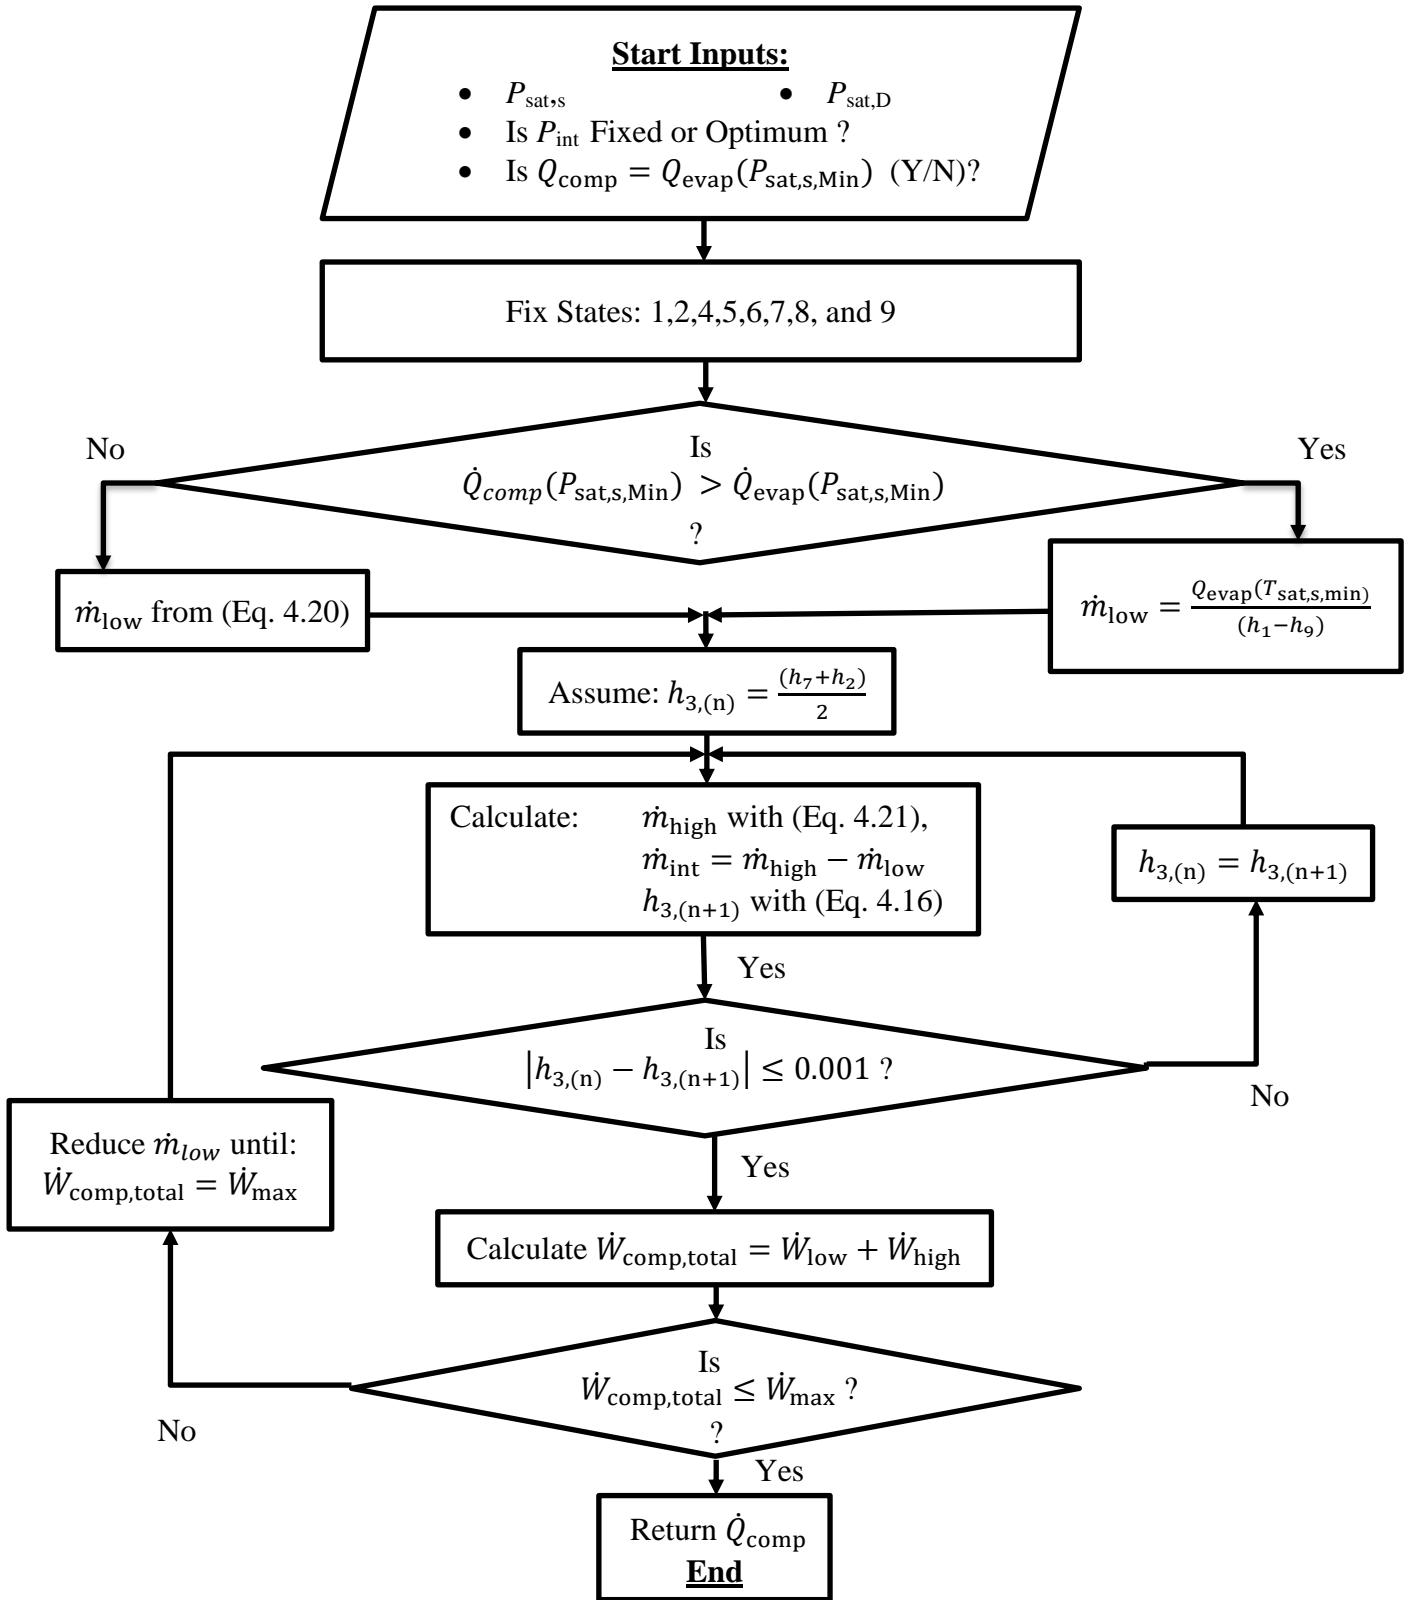 Start Inputs:
• P_sat,s • P_sat,D
• Is P_int Fixed or Optimum ?
• Is Q_comp = Q_evap(P_sat,s,Min) (Y/N)?
Fix States: 1,2,4,5,6,7,8, and 9
No
Yes
Is
Q̇_comp(P_sat,s,Min) > Q̇_evap(P_sat,s,Min)
?
ṁ_low from (Eq. 4.20)
ṁ_low = Q_evap(T_sat,s,min)/(h_1−h_9)
Assume: h_3,(n) = (h_7+h_2)/2
Calculate: ṁ_high with (Eq. 4.21),
ṁ_int = ṁ_high − ṁ_low
h_3,(n+1) with (Eq. 4.16)
h_3,(n) = h_3,(n+1)
Yes
Is
|h_3,(n) − h_3,(n+1)| ≤ 0.001 ?
No
Reduce ṁ_low until:
Ẇ_comp,total = Ẇ_max
Yes
Calculate Ẇ_comp,total = Ẇ_low + Ẇ_high
Is
Ẇ_comp,total ≤ Ẇ_max ?
?
No
Yes
Return Q̇_comp
End